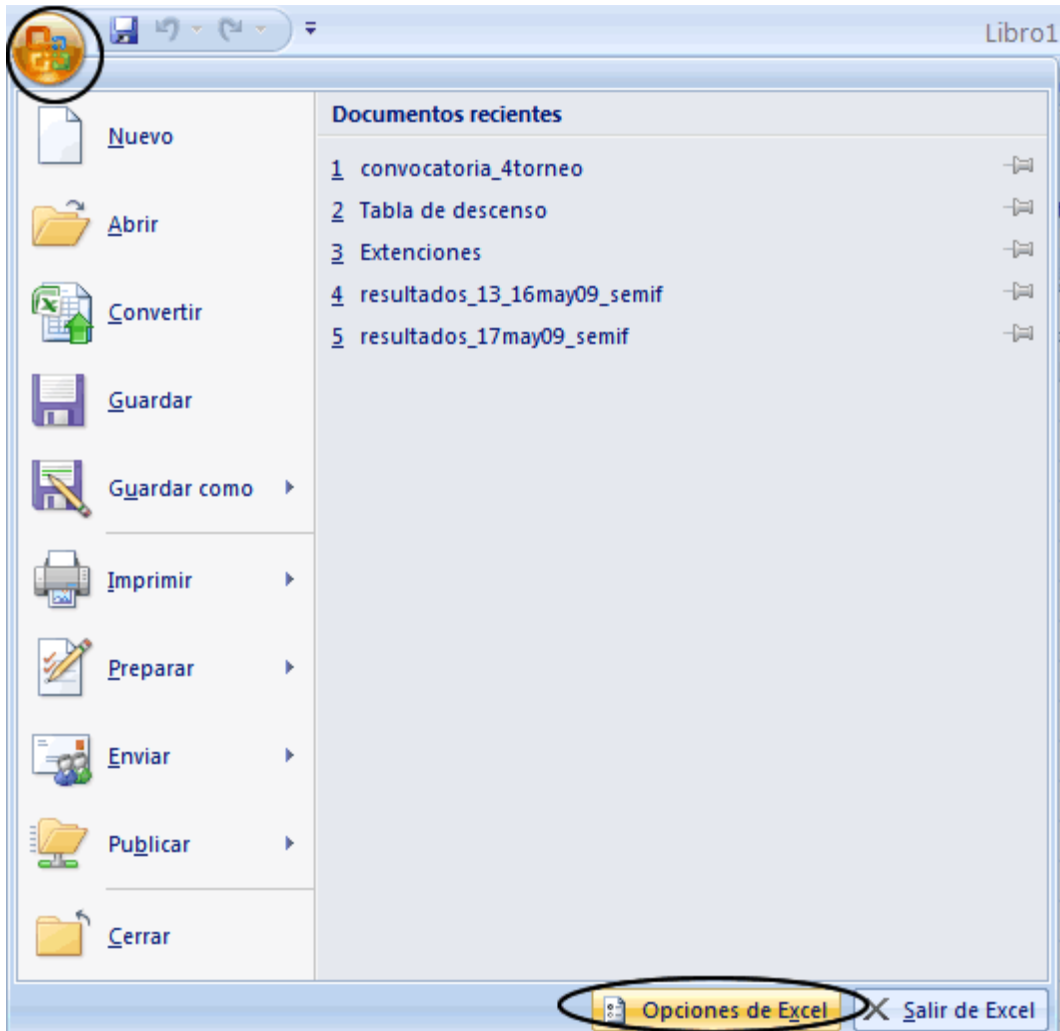 Libro1
Nuevo
Abrir
Convertir
Guardar
Guardar como
Imprimir
Preparar
Enviar
Publicar
Cerrar
Documentos recientes
1 convocatoria_4torneo
2 Tabla de descenso
3 Extenciones
4 resultados_13_16may09_semif
5 resultados_17may09_semif
Opciones de Excel
Salir de Excel